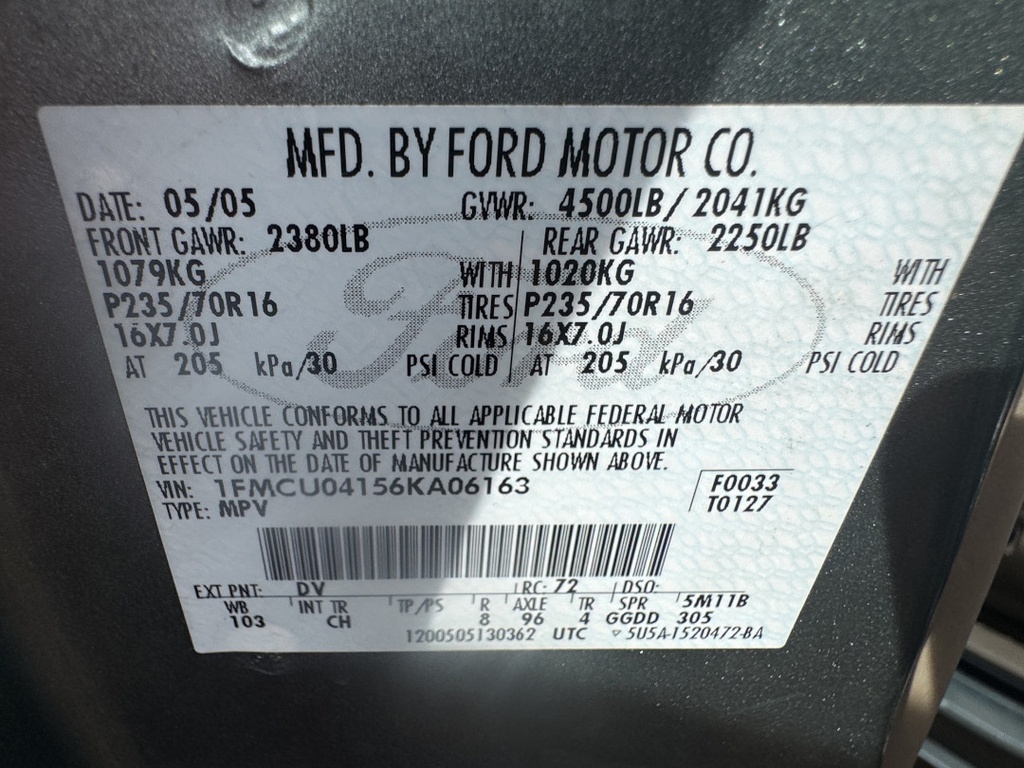 MFD. BY FORD MOTOR CO.
DATE: 05/05 GVWR: 4500LB/2041KG
FRONT GAWR: 2380LB REAR GAWR: 2250LB
1079KG WITH 1020KG WITH
P235/70R16 TIRES P235/70R16 TIRES
16X7.0J RIMS 16X7.0J RIMS
AT 205 kPa/30 PSI COLD AT 205 kPa/30 PSI COLD
Ford
THIS VEHICLE CONFORMS TO ALL APPLICABLE FEDERAL MOTOR
VEHICLE SAFETY AND THEFT PREVENTION STANDARDS IN
EFFECT ON THE DATE OF MANUFACTURE SHOWN ABOVE.
VIN: 1FMCU04156KA06163 F0033
TYPE: MPV T0127
EXT PNT: DV RC: 72 DSO:
WB INT TR TP/PS R AXLE TR SPR 5M11B
103 CH 8 96 4 GGDD 305
1200505130362 UTC ▽ 5U5A-1520472-BA